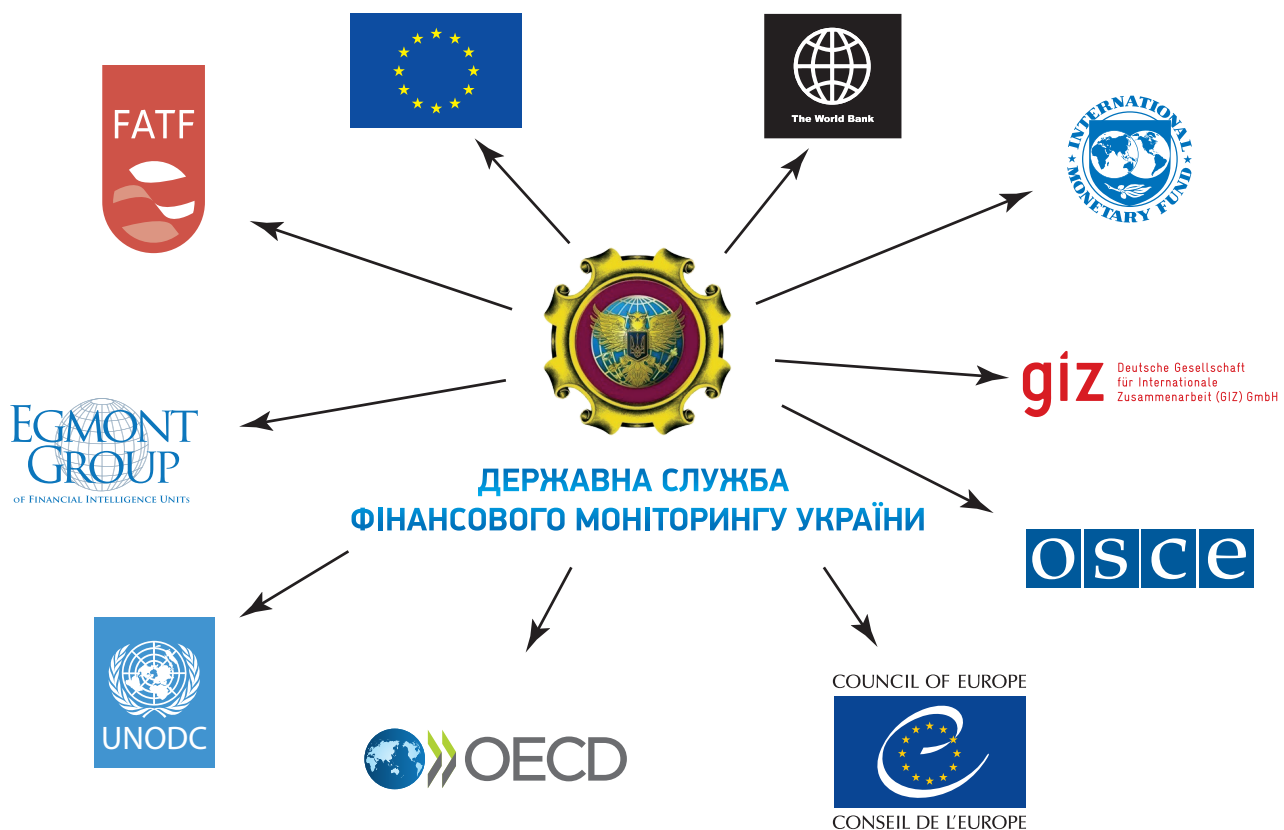 The World Bank
FATF
INTERNATIONAL
MONETARY FUND
giz
Deutsche Gesellschaft
für Internationale
Zusammenarbeit (GIZ) GmbH
EGMONT
GROUP
OF FINANCIAL INTELLIGENCE UNITS
ДЕРЖАВНА СЛУЖБА
ФІНАНСОВОГО МОНІТОРИНГУ УКРАЇНИ
osce
UNODC
OECD
COUNCIL OF EUROPE
CONSEIL DE L'EUROPE